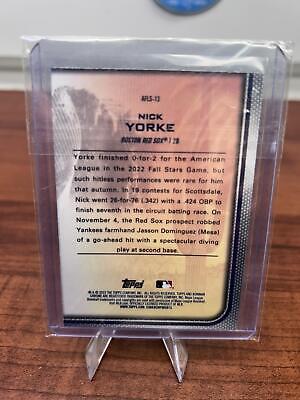 AFLS-13
NICK
YORKE
BOSTON RED SOX® | 2B
Yorke finished 0-for-2 for the American
League in the 2022 Fall Stars Game, but
such hitless performances were rare for him
that autumn. In 19 contests for Scottsdale,
Nick went 26-for-76 (.342) with a .424 OBP to
finish seventh in the circuit batting race. On
November 4, the Red Sox prospect robbed
Yankees farmhand Jasson Dominguez (Mesa)
of a go-ahead hit with a spectacular diving
play at second base.
Topps